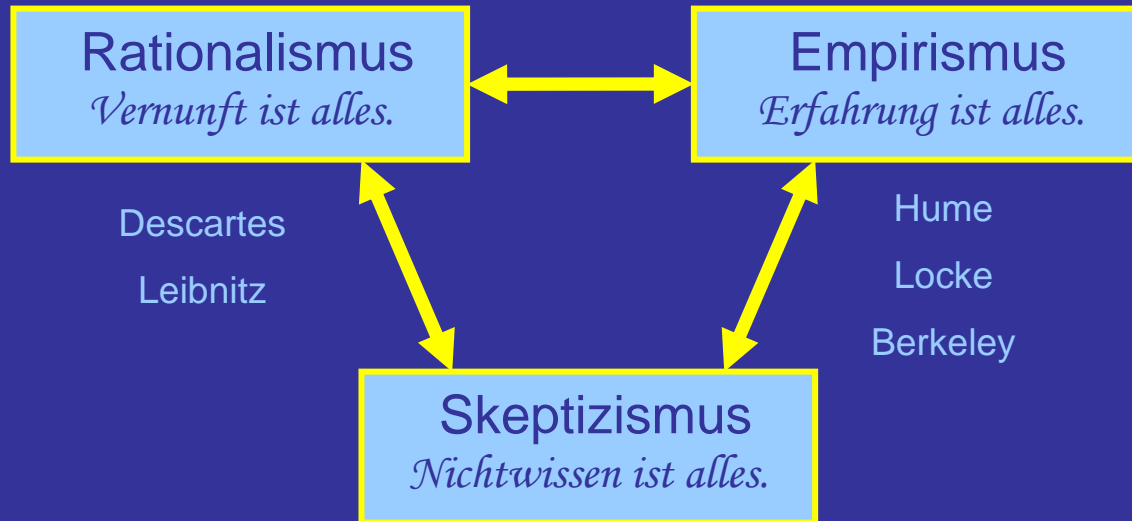 Rationalismus
Vernunft ist alles.
Empirismus
Erfahrung ist alles.
Descartes
Leibnitz
Hume
Locke
Berkeley
Skeptizismus
Nichtwissen ist alles.